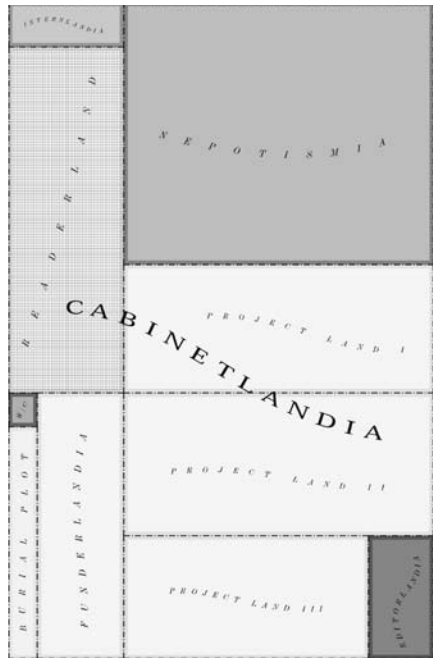 INTERNLANDIA
NEPOTISMIA
READERLAND
PROJECT LAND I
CABINETLANDIA
PROJECT LAND II
BURIAL PLOT
FUNDERLANDIA
PROJECT LAND III
EDITORLANDIA